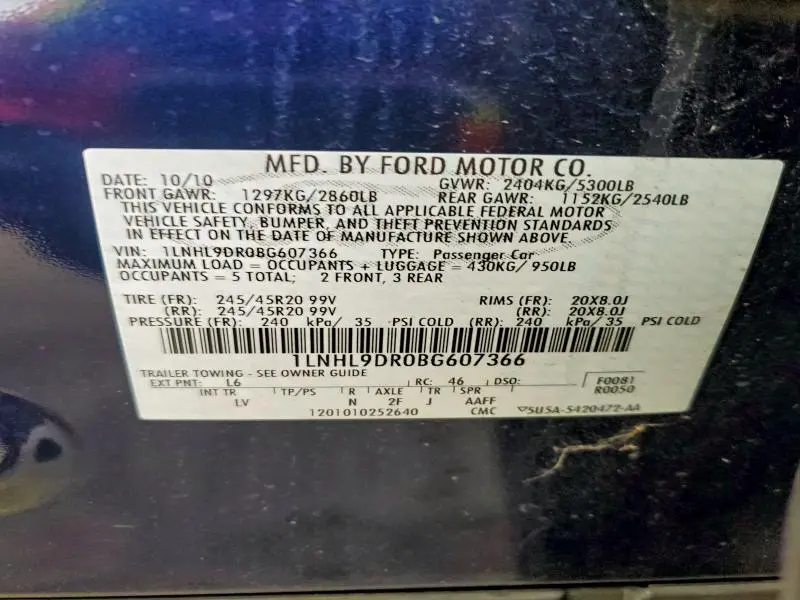 MFD. BY FORD MOTOR CO.
DATE: 10/10 GVWR: 2404KG/5300LB
FRONT GAWR: 1297KG/2860LB REAR GAWR: 1152KG/2540LB
THIS VEHICLE CONFORMS TO ALL APPLICABLE FEDERAL MOTOR
VEHICLE SAFETY, BUMPER, AND THEFT PREVENTION STANDARDS
IN EFFECT ON THE DATE OF MANUFACTURE SHOWN ABOVE.
VIN: 1LNHL9DR0BG607366 TYPE: Passenger Car
MAXIMUM LOAD = OCCUPANTS + LUGGAGE = 430KG/ 950LB
OCCUPANTS = 5 TOTAL; 2 FRONT, 3 REAR
TIRE (FR): 245/45R20 99V RIMS (FR): 20X8.0J
(RR): 245/45R20 99V (RR): 20X8.0J
PRESSURE (FR): 240 kPa/ 35 PSI COLD (RR): 240 kPa/ 35 PSI COLD
1LNHL9DR0BG607366
TRAILER TOWING - SEE OWNER GUIDE
EXT PNT: L6 RC: 46 DSO: F0081
INT TR TP/PS R AXLE TR SPR R0050
LV N 2F J AAFF
1201010252640 CMC 5U5A-5420472-AA